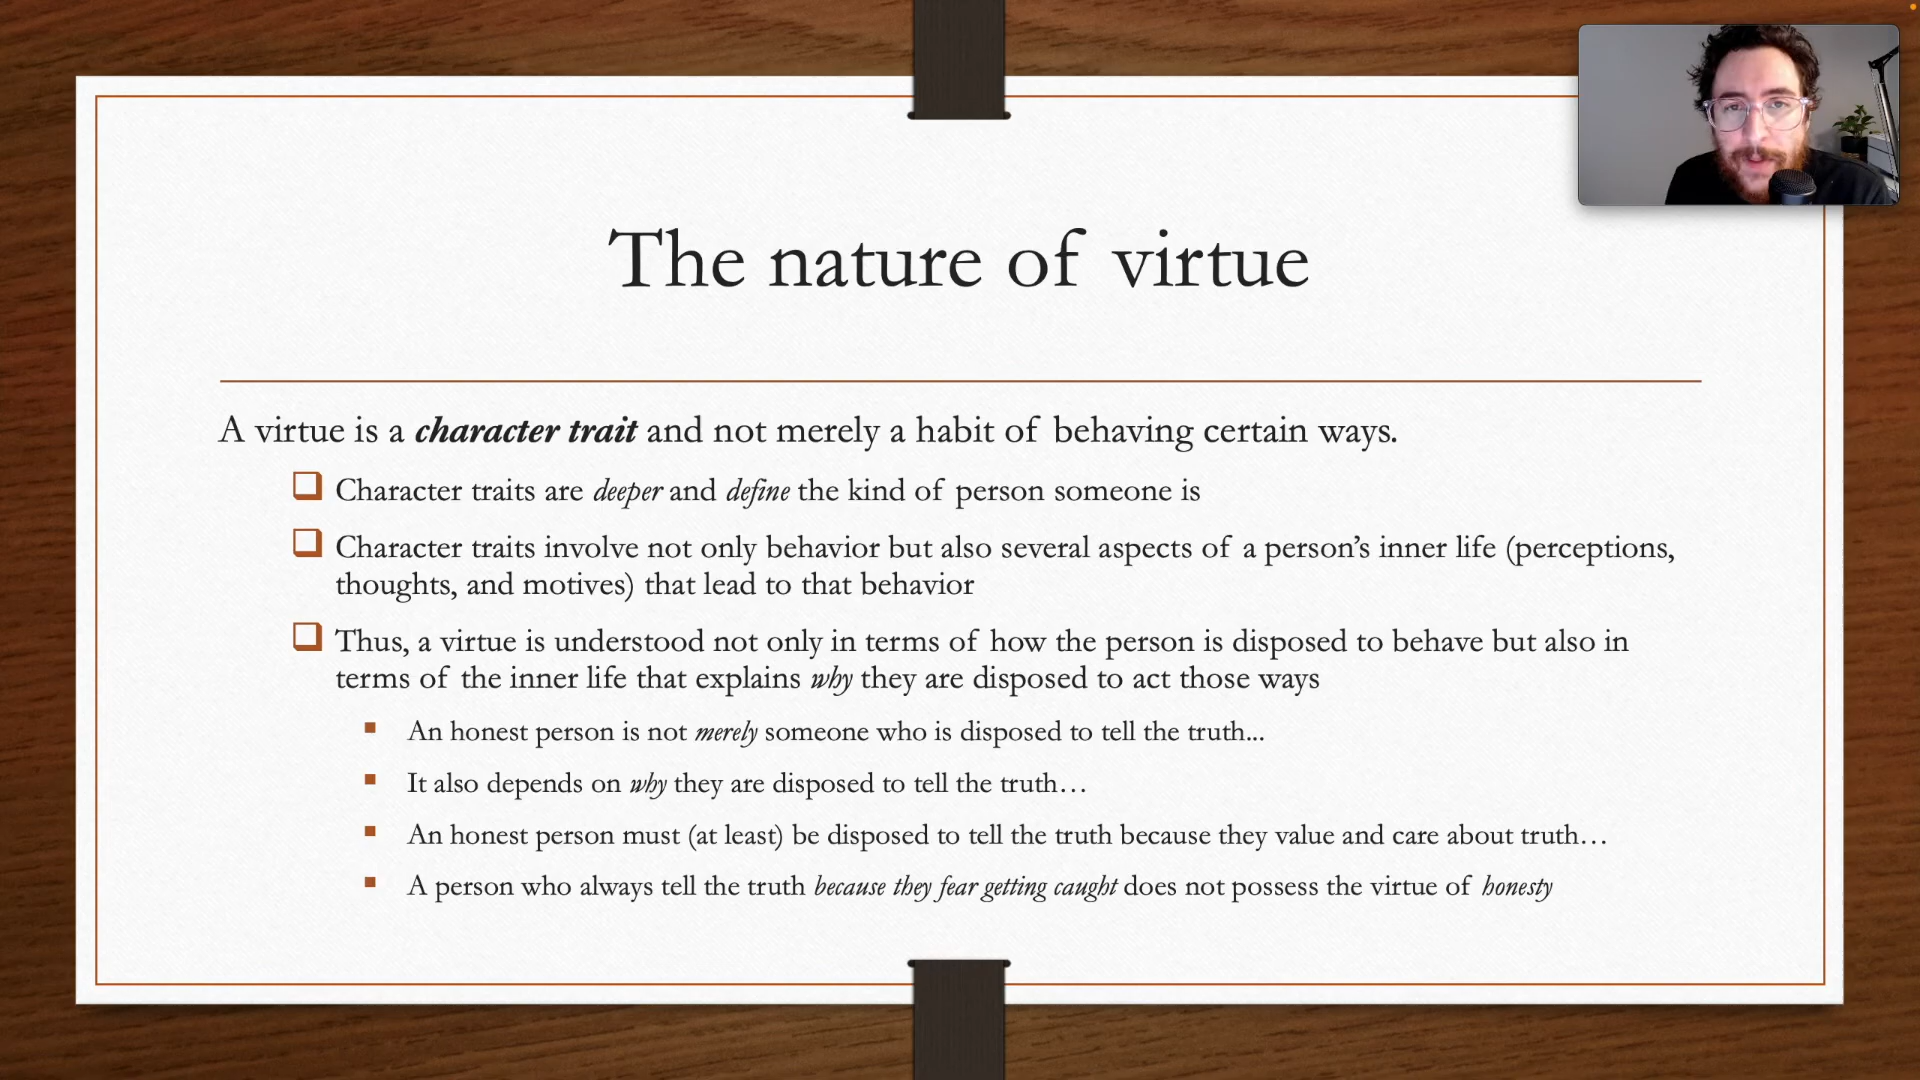 The nature of virtue
A virtue is a character trait and not merely a habit of behaving certain ways.
Character traits are deeper and define the kind of person someone is
Character traits involve not only behavior but also several aspects of a person’s inner life (perceptions,
thoughts, and motives) that lead to that behavior
Thus, a virtue is understood not only in terms of how the person is disposed to behave but also in
terms of the inner life that explains why they are disposed to act those ways
An honest person is not merely someone who is disposed to tell the truth...
It also depends on why they are disposed to tell the truth…
An honest person must (at least) be disposed to tell the truth because they value and care about truth…
A person who always tell the truth because they fear getting caught does not possess the virtue of honesty